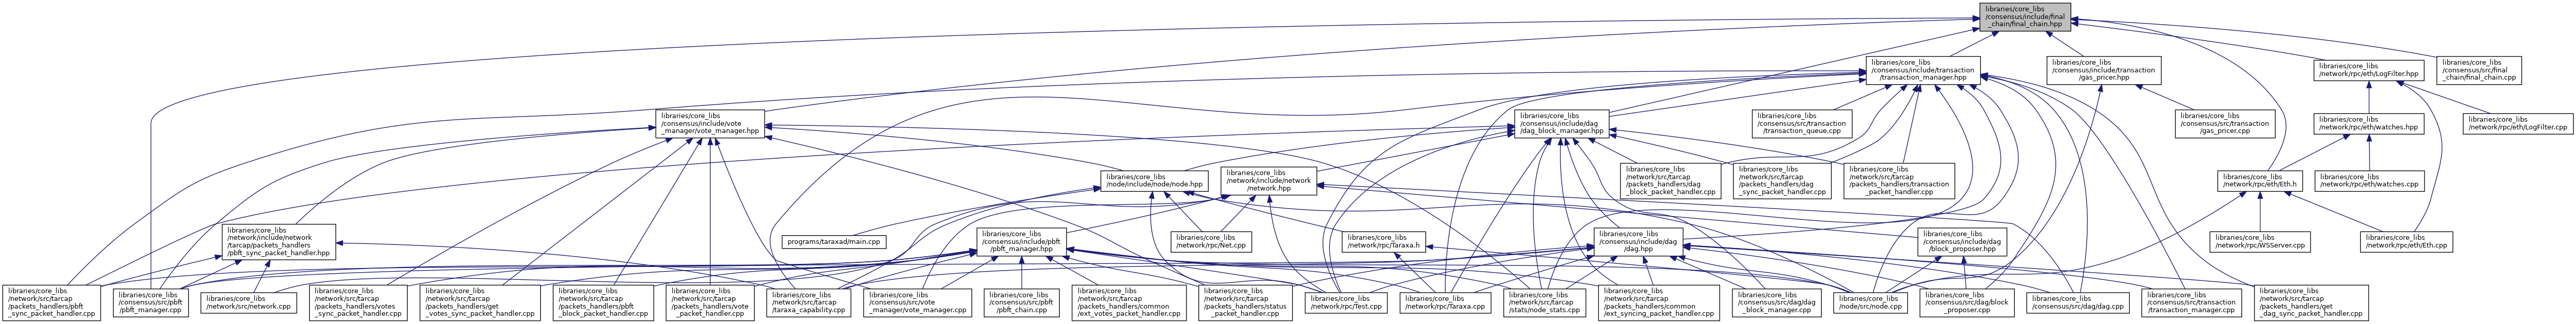 libraries/core_libs
/consensus/include/final
_chain/final_chain.hpp
libraries/core_libs
/consensus/include/transaction
/transaction_manager.hpp
libraries/core_libs
/consensus/include/transaction
/gas_pricer.hpp
libraries/core_libs
/network/rpc/eth/LogFilter.hpp
libraries/core_libs
/consensus/src/final
_chain/final_chain.cpp
libraries/core_libs
/consensus/include/vote
_manager/vote_manager.hpp
libraries/core_libs
/consensus/include/dag
/dag_block_manager.hpp
libraries/core_libs
/consensus/src/transaction
/transaction_queue.cpp
libraries/core_libs
/consensus/src/transaction
/gas_pricer.cpp
libraries/core_libs
/network/rpc/eth/watches.hpp
libraries/core_libs
/network/rpc/eth/LogFilter.cpp
libraries/core_libs
/node/include/node/node.hpp
libraries/core_libs
/network/include/network
/network.hpp
libraries/core_libs
/network/src/tarcap
/packets_handlers/dag
_block_packet_handler.cpp
libraries/core_libs
/network/src/tarcap
/packets_handlers/dag
_sync_packet_handler.cpp
libraries/core_libs
/network/src/tarcap
/packets_handlers/transaction
_packet_handler.cpp
libraries/core_libs
/network/rpc/eth/Eth.h
libraries/core_libs
/network/rpc/eth/watches.cpp
libraries/core_libs
/network/include/network
/tarcap/packets_handlers
/pbft_sync_packet_handler.hpp
programs/taraxad/main.cpp
libraries/core_libs
/consensus/include/pbft
/pbft_manager.hpp
libraries/core_libs
/network/rpc/Net.cpp
libraries/core_libs
/network/rpc/Taraxa.h
libraries/core_libs
/consensus/include/dag
/dag.hpp
libraries/core_libs
/consensus/include/dag
/block_proposer.hpp
libraries/core_libs
/network/rpc/WSServer.cpp
libraries/core_libs
/network/rpc/eth/Eth.cpp
libraries/core_libs
/network/src/tarcap
/packets_handlers/pbft
_sync_packet_handler.cpp
libraries/core_libs
/consensus/src/pbft
/pbft_manager.cpp
libraries/core_libs
/network/src/network.cpp
libraries/core_libs
/network/src/tarcap
/packets_handlers/votes
_sync_packet_handler.cpp
libraries/core_libs
/network/src/tarcap
/packets_handlers/get
_votes_sync_packet_handler.cpp
libraries/core_libs
/network/src/tarcap
/packets_handlers/pbft
_block_packet_handler.cpp
libraries/core_libs
/network/src/tarcap
/packets_handlers/vote
_packet_handler.cpp
libraries/core_libs
/network/src/tarcap
/taraxa_capability.cpp
libraries/core_libs
/consensus/src/vote
_manager/vote_manager.cpp
libraries/core_libs
/consensus/src/pbft
/pbft_chain.cpp
libraries/core_libs
/network/src/tarcap
/packets_handlers/common
/ext_votes_packet_handler.cpp
libraries/core_libs
/network/src/tarcap
/packets_handlers/status
_packet_handler.cpp
libraries/core_libs
/network/rpc/Test.cpp
libraries/core_libs
/network/rpc/Taraxa.cpp
libraries/core_libs
/network/src/tarcap
/stats/node_stats.cpp
libraries/core_libs
/network/src/tarcap
/packets_handlers/common
/ext_syncing_packet_handler.cpp
libraries/core_libs
/consensus/src/dag/dag
_block_manager.cpp
libraries/core_libs
/node/src/node.cpp
libraries/core_libs
/consensus/src/dag/block
_proposer.cpp
libraries/core_libs
/consensus/src/dag/dag.cpp
libraries/core_libs
/consensus/src/transaction
/transaction_manager.cpp
libraries/core_libs
/network/src/tarcap
/packets_handlers/get
_dag_sync_packet_handler.cpp